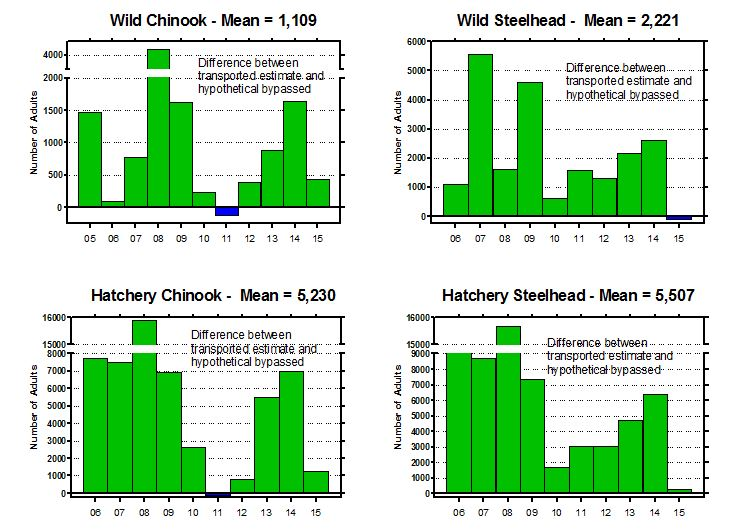 Wild Chinook - Mean = 1,109
Number of Adults
4000
2000
1500
1000
500
0
Difference between
transported estimate and
hypothetical bypassed
05 06 07 08 09 10 11 12 13 14 15
Wild Steelhead - Mean = 2,221
Number of Adults
6000
5000
4000
3000
2000
1000
0
Difference between
transported estimate and
hypothetical bypassed
06 07 08 09 10 11 12 13 14 15
Hatchery Chinook - Mean = 5,230
Number of Adults
16000
15000
8000
7000
6000
5000
4000
3000
2000
1000
0
Difference between
transported estimate and
hypothetical bypassed
06 07 08 09 10 11 12 13 14 15
Hatchery Steelhead - Mean = 5,507
Number of Adults
16000
15000
9000
8000
7000
6000
5000
4000
3000
2000
1000
0
Difference between
transported estimate and
hypothetical bypassed
06 07 08 09 10 11 12 13 14 15